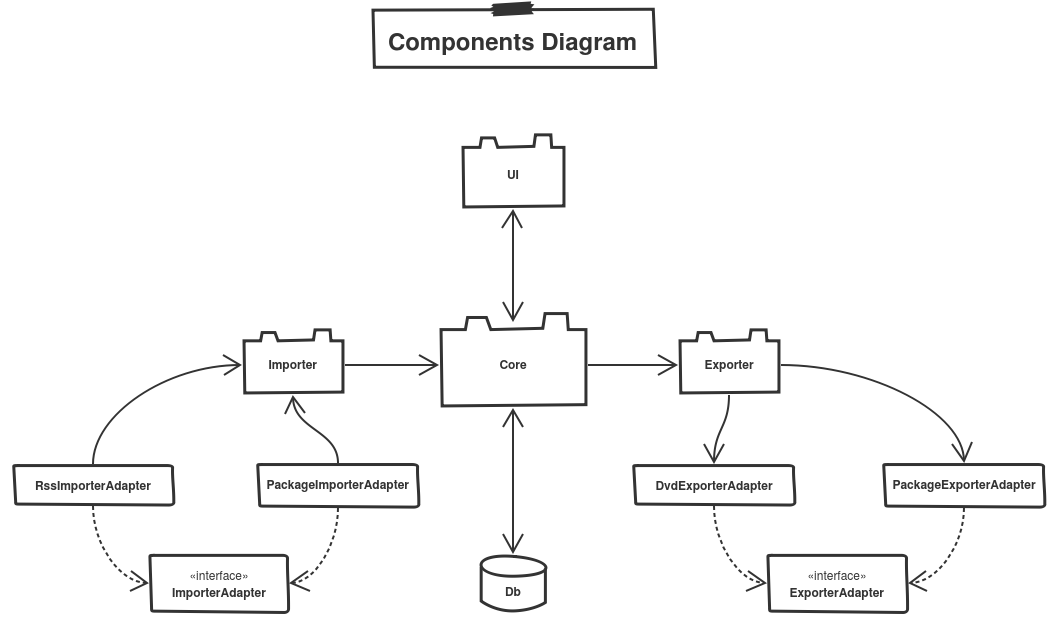 Components Diagram
UI
Importer
Core
Exporter
RssImporterAdapter
PackageImporterAdapter
DvdExporterAdapter
PackageExporterAdapter
«interface»
ImporterAdapter
Db
«interface»
ExporterAdapter